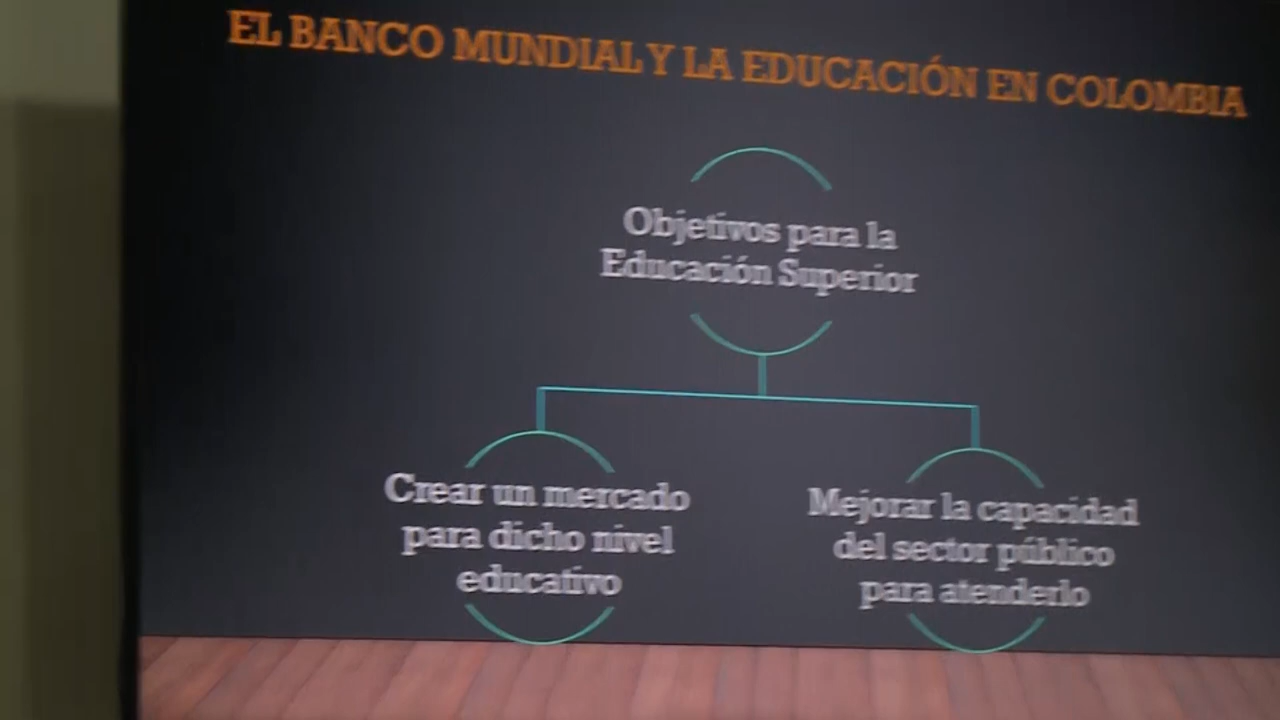 EL BANCO MUNDIAL Y LA EDUCACIÓN EN COLOMBIA
Objetivos para la
Educación Superior
Crear un mercado
para dicho nivel
educativo
Mejorar la capacidad
del sector público
para atenderlo